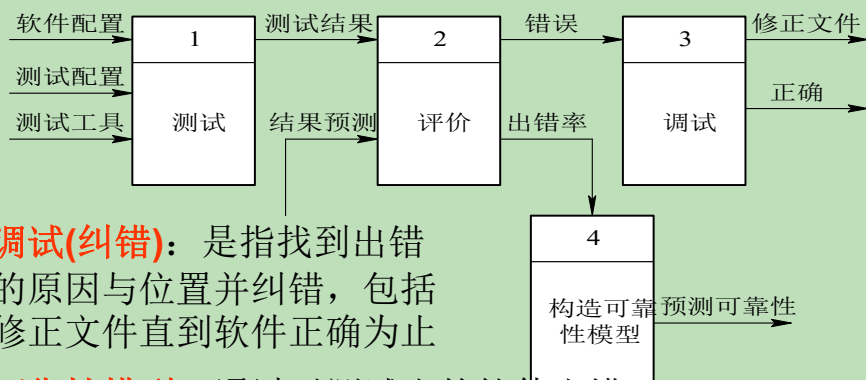 软件配置 测试结果 错误 修正文件
1 2 3
测试配置 正确
测试工具 测试 结果预测 评价 出错率 调试
调试(纠错)：是指找到出错
的原因与位置并纠错，包括
修正文件直到软件正确为止
4
构造可靠性模型 预测可靠性